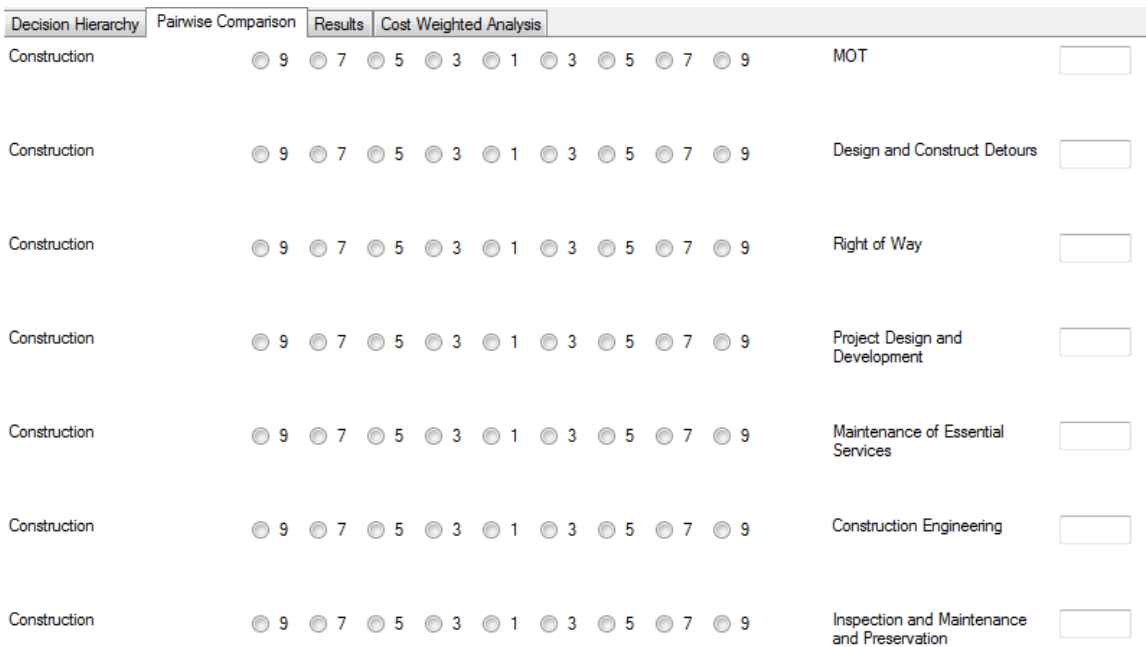 Decision Hierarchy Pairwise Comparison Results Cost Weighted Analysis
Construction 9 7 5 3 1 3 5 7 9 MOT
Construction 9 7 5 3 1 3 5 7 9 Design and Construct Detours
Construction 9 7 5 3 1 3 5 7 9 Right of Way
Construction 9 7 5 3 1 3 5 7 9 Project Design and
Development
Construction 9 7 5 3 1 3 5 7 9 Maintenance of Essential
Services
Construction 9 7 5 3 1 3 5 7 9 Construction Engineering
Construction 9 7 5 3 1 3 5 7 9 Inspection and Maintenance
and Preservation